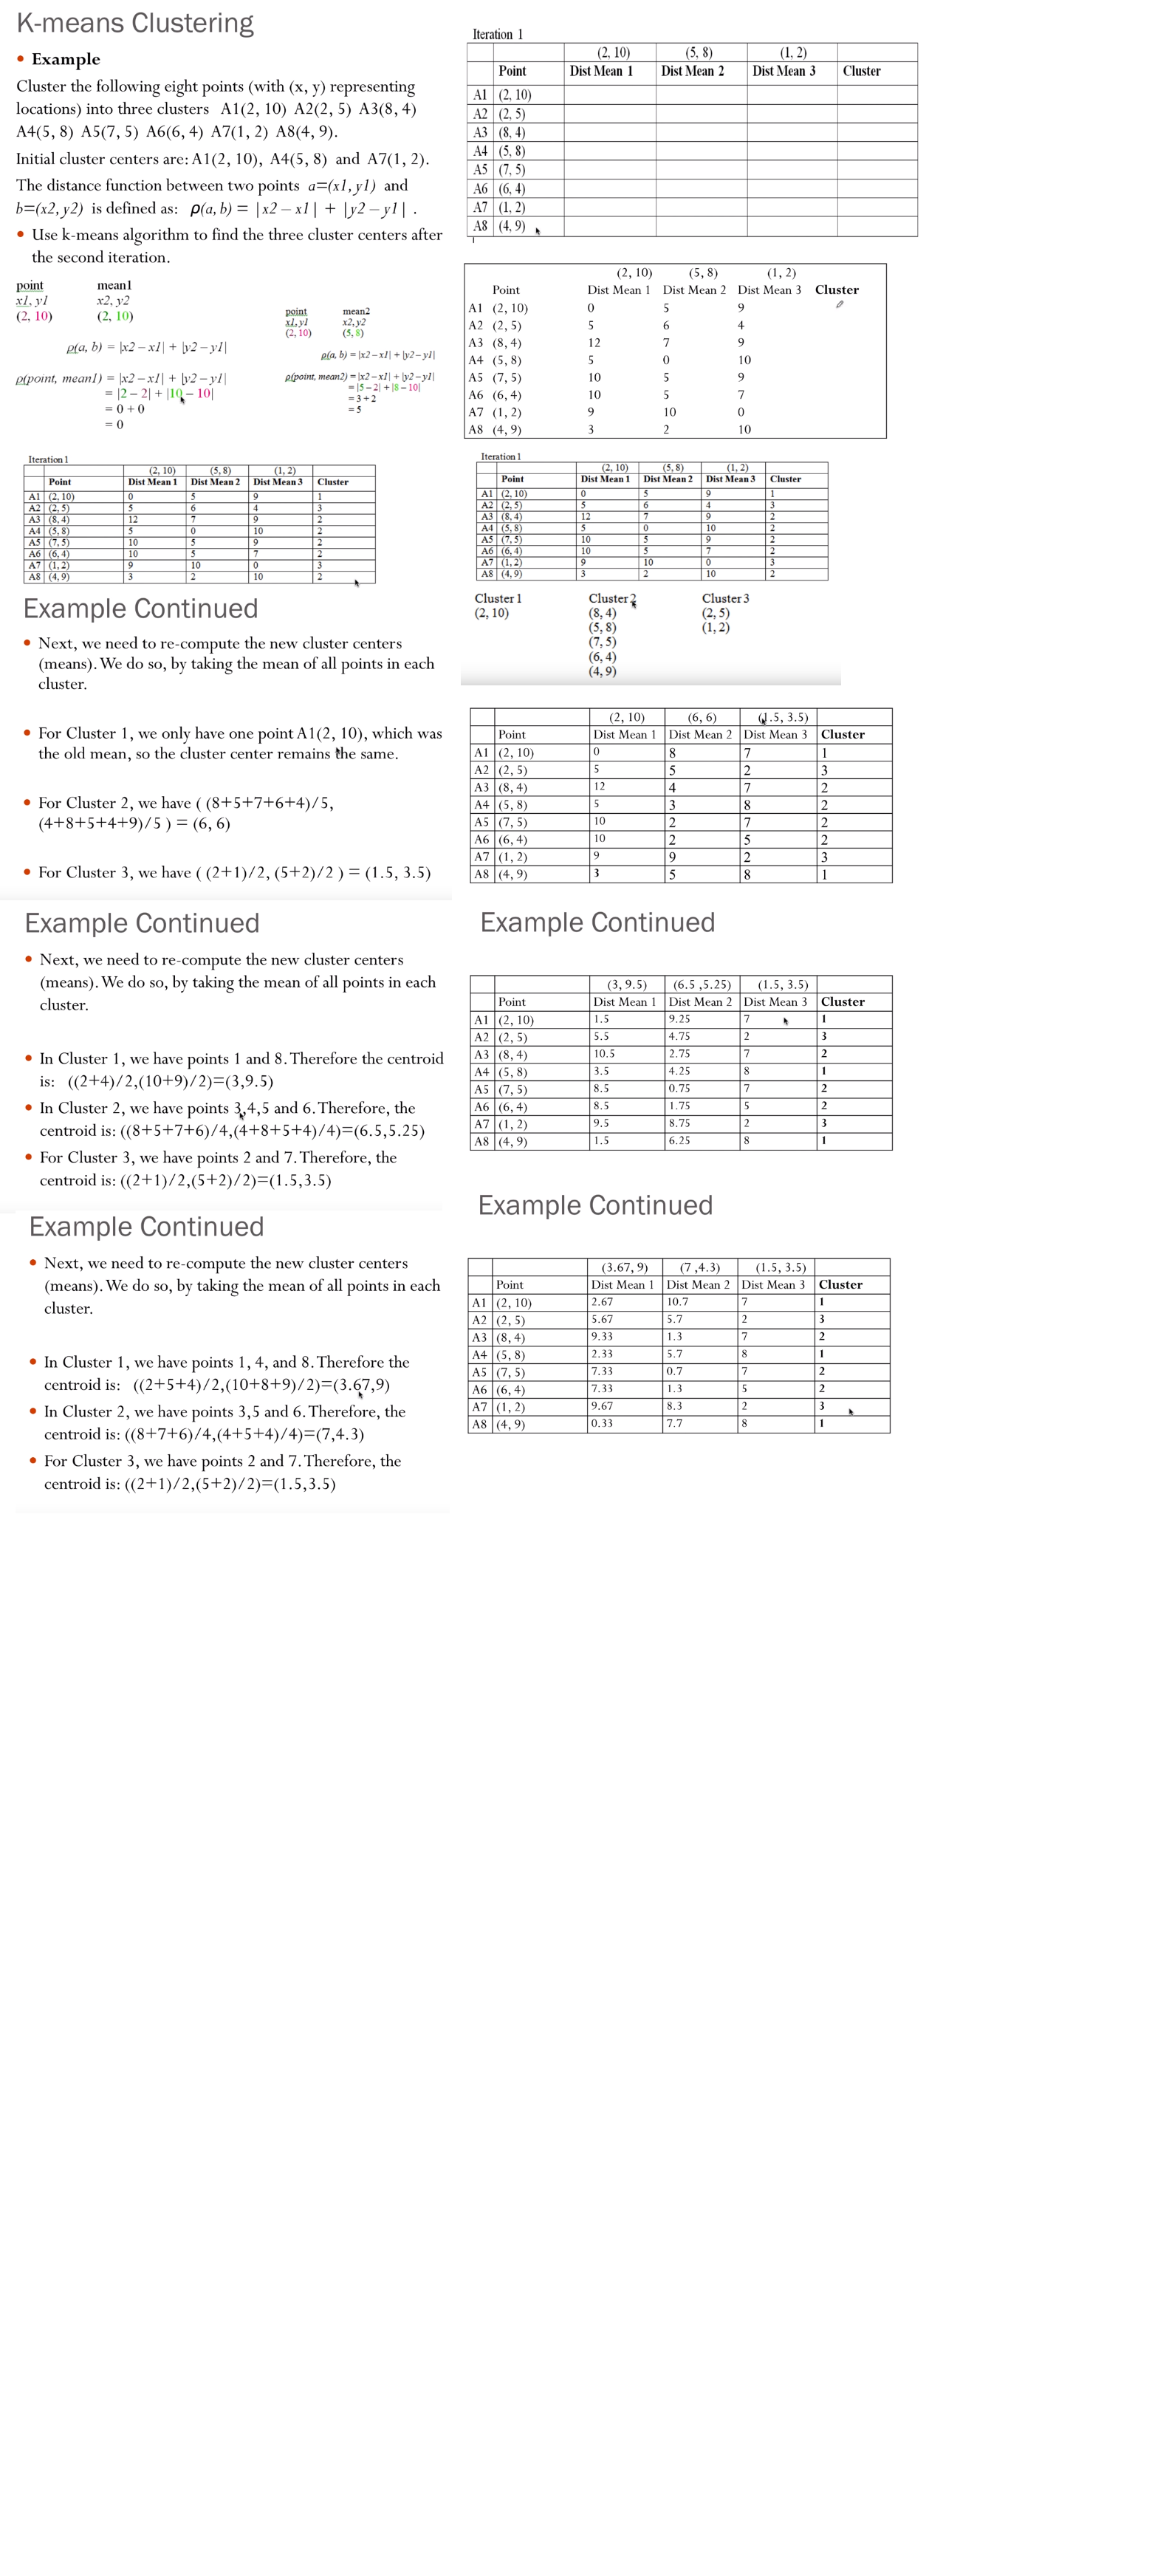 K-means Clustering
• Example
Cluster the following eight points (with (x, y) representing
locations) into three clusters A1(2, 10) A2(2, 5) A3(8, 4)
A4(5, 8) A5(7, 5) A6(6, 4) A7(1, 2) A8(4, 9).
Initial cluster centers are: A1(2, 10), A4(5, 8) and A7(1, 2).
The distance function between two points a=(x1, y1) and
b=(x2, y2) is defined as: ρ(a, b) = |x2 – x1| + |y2 – y1| .
• Use k-means algorithm to find the three cluster centers after
the second iteration.
Iteration 1
(2, 10) (5, 8) (1, 2)
Point Dist Mean 1 Dist Mean 2 Dist Mean 3 Cluster
A1 (2, 10)
A2 (2, 5)
A3 (8, 4)
A4 (5, 8)
A5 (7, 5)
A6 (6, 4)
A7 (1, 2)
A8 (4, 9)
point mean1
x1, y1 x2, y2
(2, 10) (2, 10)
ρ(a, b) = |x2 – x1| + |y2 – y1|
ρ(point, mean1) = |x2 – x1| + |y2 – y1|
= |2 – 2| + |10 – 10|
= 0 + 0
= 0
point mean2
x1, y1 x2, y2
(2, 10) (5, 8)
ρ(a, b) = |x2 – x1| + |y2 – y1|
ρ(point, mean2) = |x2 – x1| + |y2 – y1|
= |5 – 2| + |8 – 10|
= 3 + 2
= 5
(2, 10) (5, 8) (1, 2)
Point Dist Mean 1 Dist Mean 2 Dist Mean 3 Cluster
A1 (2, 10) 0 5 9
A2 (2, 5) 5 6 4
A3 (8, 4) 12 7 9
A4 (5, 8) 5 0 10
A5 (7, 5) 10 5 9
A6 (6, 4) 10 5 7
A7 (1, 2) 9 10 0
A8 (4, 9) 3 2 10
Iteration 1
(2, 10) (5, 8) (1, 2)
Point Dist Mean 1 Dist Mean 2 Dist Mean 3 Cluster
A1 (2, 10) 0 5 9 1
A2 (2, 5) 5 6 4 3
A3 (8, 4) 12 7 9 2
A4 (5, 8) 5 0 10 2
A5 (7, 5) 10 5 9 2
A6 (6, 4) 10 5 7 2
A7 (1, 2) 9 10 0 3
A8 (4, 9) 3 2 10 2
Iteration 1
(2, 10) (5, 8) (1, 2)
Point Dist Mean 1 Dist Mean 2 Dist Mean 3 Cluster
A1 (2, 10) 0 5 9 1
A2 (2, 5) 5 6 4 3
A3 (8, 4) 12 7 9 2
A4 (5, 8) 5 0 10 2
A5 (7, 5) 10 5 9 2
A6 (6, 4) 10 5 7 2
A7 (1, 2) 9 10 0 3
A8 (4, 9) 3 2 10 2
Cluster 1 Cluster 2 Cluster 3
(2, 10) (8, 4) (2, 5)
(5, 8) (1, 2)
(7, 5)
(6, 4)
(4, 9)
Example Continued
• Next, we need to re-compute the new cluster centers
(means). We do so, by taking the mean of all points in each
cluster.
• For Cluster 1, we only have one point A1(2, 10), which was
the old mean, so the cluster center remains the same.
• For Cluster 2, we have ( (8+5+7+6+4)/5,
(4+8+5+4+9)/5 ) = (6, 6)
• For Cluster 3, we have ( (2+1)/2, (5+2)/2 ) = (1.5, 3.5)
(2, 10) (6, 6) (1.5, 3.5)
Point Dist Mean 1 Dist Mean 2 Dist Mean 3 Cluster
A1 (2, 10) 0 8 7 1
A2 (2, 5) 5 5 2 3
A3 (8, 4) 12 4 7 2
A4 (5, 8) 5 3 8 2
A5 (7, 5) 10 2 7 2
A6 (6, 4) 10 2 5 2
A7 (1, 2) 9 9 2 3
A8 (4, 9) 3 5 8 1
Example Continued
• Next, we need to re-compute the new cluster centers
(means). We do so, by taking the mean of all points in each
cluster.
• In Cluster 1, we have points 1 and 8. Therefore the centroid
is: ((2+4)/2,(10+9)/2)=(3,9.5)
• In Cluster 2, we have points 3,4,5 and 6. Therefore, the
centroid is: ((8+5+7+6)/4,(4+8+5+4)/4)=(6.5,5.25)
• For Cluster 3, we have points 2 and 7. Therefore, the
centroid is: ((2+1)/2,(5+2)/2)=(1.5,3.5)
Example Continued
(3, 9.5) (6.5 ,5.25) (1.5, 3.5)
Point Dist Mean 1 Dist Mean 2 Dist Mean 3 Cluster
A1 (2, 10) 1.5 9.25 7 1
A2 (2, 5) 5.5 4.75 2 3
A3 (8, 4) 10.5 2.75 7 2
A4 (5, 8) 3.5 4.25 8 1
A5 (7, 5) 8.5 0.75 7 2
A6 (6, 4) 8.5 1.75 5 2
A7 (1, 2) 9.5 8.75 2 3
A8 (4, 9) 1.5 6.25 8 1
Example Continued
• Next, we need to re-compute the new cluster centers
(means). We do so, by taking the mean of all points in each
cluster.
• In Cluster 1, we have points 1, 4, and 8. Therefore the
centroid is: ((2+5+4)/2,(10+8+9)/2)=(3.67,9)
• In Cluster 2, we have points 3,5 and 6. Therefore, the
centroid is: ((8+7+6)/4,(4+5+4)/4)=(7,4.3)
• For Cluster 3, we have points 2 and 7. Therefore, the
centroid is: ((2+1)/2,(5+2)/2)=(1.5,3.5)
Example Continued
(3.67, 9) (7 ,4.3) (1.5, 3.5)
Point Dist Mean 1 Dist Mean 2 Dist Mean 3 Cluster
A1 (2, 10) 2.67 10.7 7 1
A2 (2, 5) 5.67 5.7 2 3
A3 (8, 4) 9.33 1.3 7 2
A4 (5, 8) 2.33 5.7 8 1
A5 (7, 5) 7.33 0.7 7 2
A6 (6, 4) 7.33 1.3 5 2
A7 (1, 2) 9.67 8.3 2 3
A8 (4, 9) 0.33 7.7 8 1